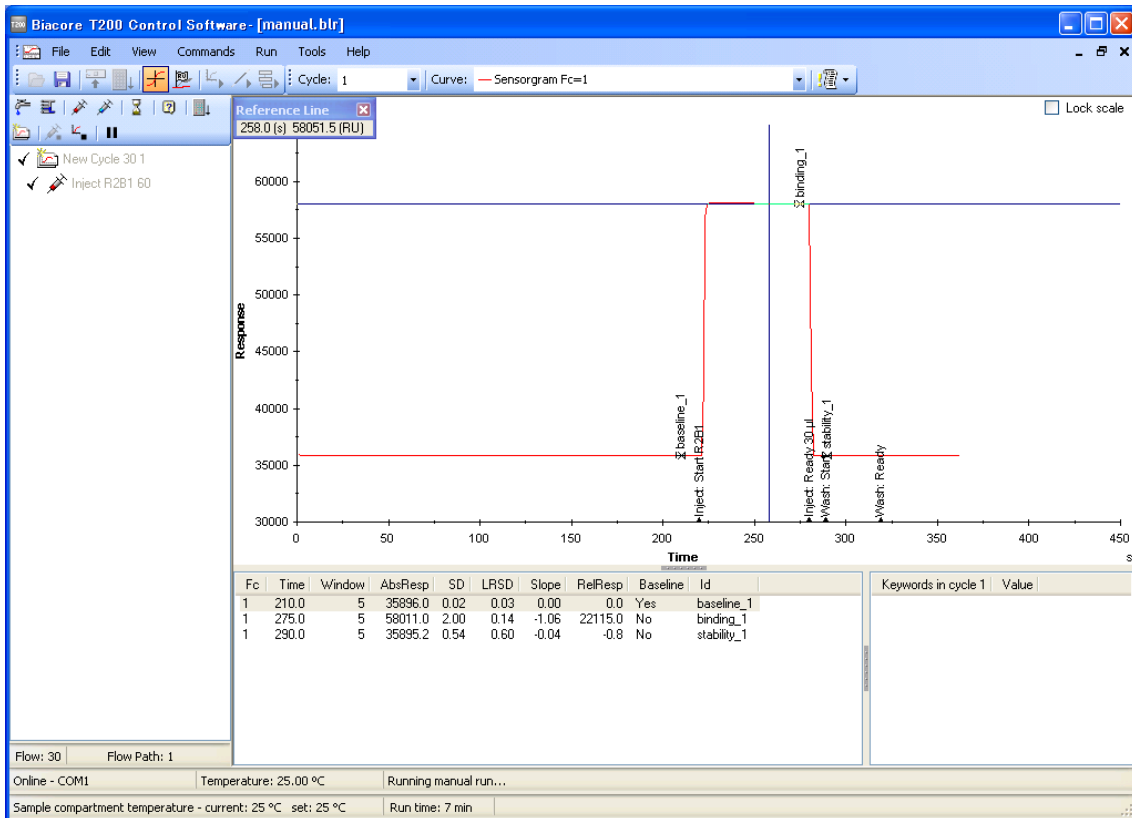 Biacore T200 Control Software - [manual.blr]
File Edit View Commands Run Tools Help
Cycle: 1 Curve: Sensorgram Fc=1
Reference Line
258.0 (s) 58051.5 (RU)
Lock scale
New Cycle 30 1
Inject R2B1 60
Response
60000
55000
50000
45000
40000
35000
30000
baseline_1
Inject: Start R2B1
binding_1
Inject: Ready 30 µl
Wash: Start
stability_1
Wash: Ready
0 50 100 150 200 250 300 350 400 450
Time s
Fc Time Window AbsResp SD LRSD Slope RelResp Baseline Id
1 210.0 5 35896.0 0.02 0.03 0.00 0.0 Yes baseline_1
1 275.0 5 58011.0 2.00 0.14 -1.06 22115.0 No binding_1
1 290.0 5 35895.2 0.54 0.60 -0.04 -0.8 No stability_1
Keywords in cycle 1 Value
Flow: 30 Flow Path: 1
Online - COM1 Temperature: 25.00 °C Running manual run...
Sample compartment temperature - current: 25 °C set: 25 °C Run time: 7 min